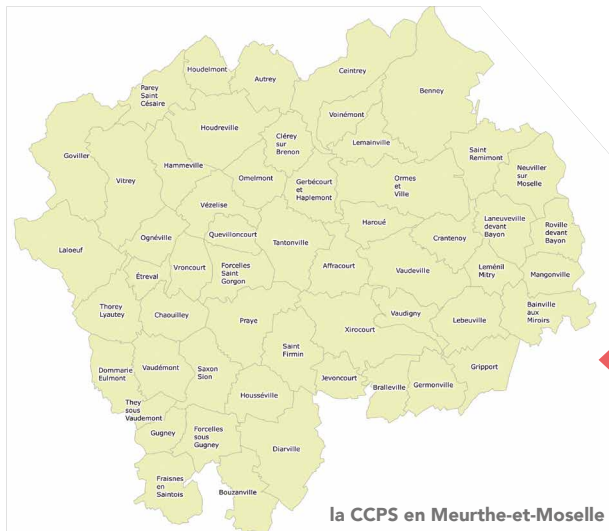 Houdelmont
Autrey
Ceintrey
Parey
Saint
Césaire
Benney
Voinémont
Houdreville
Clérey
sur
Brenon
Lemainville
Saint
Remimont
Goviller
Hammeville
Neuviller
sur
Moselle
Vitrey
Omelmont
Gerbécourt
et
Haplemont
Ormes
et
Ville
Vézelise
Laneuveville
devant
Bayon
Roville
devant
Bayon
Haroué
Ognéville
Quevilloncourt
Tantonville
Crantenoy
Laloeuf
Étreval
Vroncourt
Forcelles
Saint
Gorgon
Affracourt
Vaudeville
Leménil
Mitry
Mangonville
Thorey
Lyautey
Chaouilley
Praye
Vaudigny
Lebeuville
Bainville
aux
Miroirs
Xirocourt
Saint
Firmin
Dommarie
Eulmont
Vaudémont
Saxon
Sion
Jevoncourt
Bralleville
Germonville
Gripport
They
sous
Vaudemont
Housséville
Gugney
Forcelles
sous
Gugney
Diarville
Fraisnes
en
Saintois
Bouzanville
la CCPS en Meurthe-et-Moselle